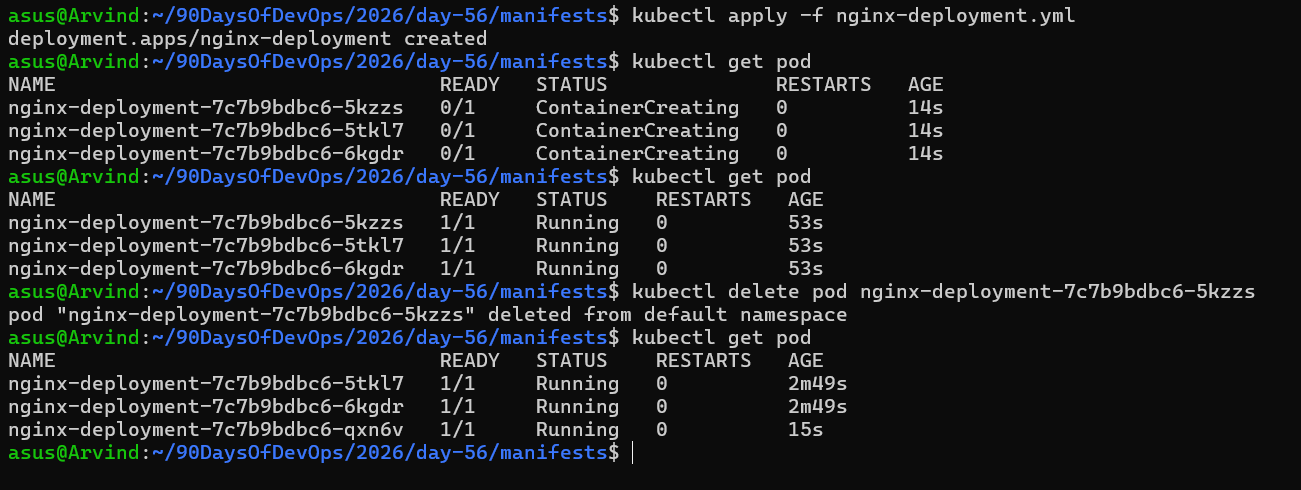 asus@Arvind:~/90DaysOfDevOps/2026/day-56/manifests$ kubectl apply -f nginx-deployment.yml
deployment.apps/nginx-deployment created
asus@Arvind:~/90DaysOfDevOps/2026/day-56/manifests$ kubectl get pod
NAME                                READY   STATUS              RESTARTS   AGE
nginx-deployment-7c7b9bdbc6-5kzzs   0/1     ContainerCreating   0          14s
nginx-deployment-7c7b9bdbc6-5tkl7   0/1     ContainerCreating   0          14s
nginx-deployment-7c7b9bdbc6-6kgdr   0/1     ContainerCreating   0          14s
asus@Arvind:~/90DaysOfDevOps/2026/day-56/manifests$ kubectl get pod
NAME                                READY   STATUS    RESTARTS   AGE
nginx-deployment-7c7b9bdbc6-5kzzs   1/1     Running   0          53s
nginx-deployment-7c7b9bdbc6-5tkl7   1/1     Running   0          53s
nginx-deployment-7c7b9bdbc6-6kgdr   1/1     Running   0          53s
asus@Arvind:~/90DaysOfDevOps/2026/day-56/manifests$ kubectl delete pod nginx-deployment-7c7b9bdbc6-5kzzs
pod "nginx-deployment-7c7b9bdbc6-5kzzs" deleted from default namespace
asus@Arvind:~/90DaysOfDevOps/2026/day-56/manifests$ kubectl get pod
NAME                                READY   STATUS    RESTARTS   AGE
nginx-deployment-7c7b9bdbc6-5tkl7   1/1     Running   0          2m49s
nginx-deployment-7c7b9bdbc6-6kgdr   1/1     Running   0          2m49s
nginx-deployment-7c7b9bdbc6-qxn6v   1/1     Running   0          15s
asus@Arvind:~/90DaysOfDevOps/2026/day-56/manifests$